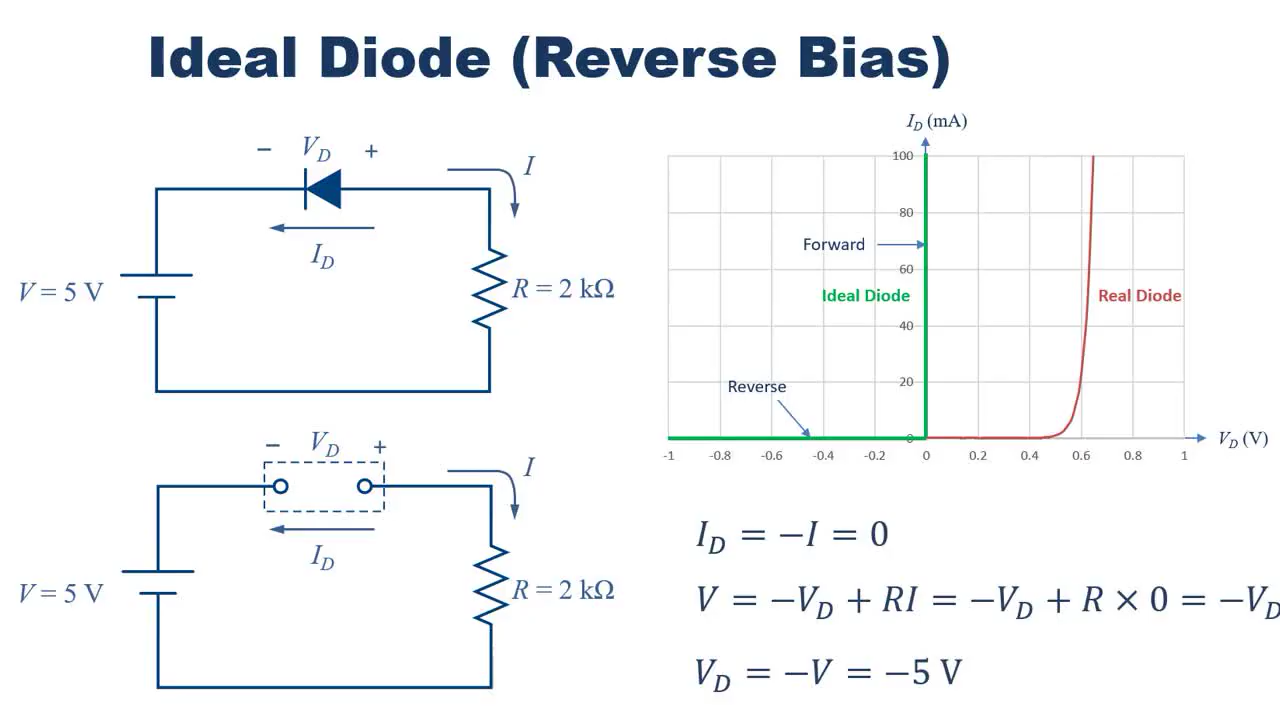 Ideal Diode (Reverse Bias)
− V_D +
I
I_D
V = 5 V
R = 2 kΩ
− V_D +
I
I_D
V = 5 V
R = 2 kΩ
I_D (mA)
100
80
Forward
60
Ideal Diode
Real Diode
40
Reverse
20
0
V_D (V)
-1 -0.8 -0.6 -0.4 -0.2 0 0.2 0.4 0.6 0.8 1
I_D = −I = 0
V = −V_D + RI = −V_D + R × 0 = −V_D
V_D = −V = −5 V